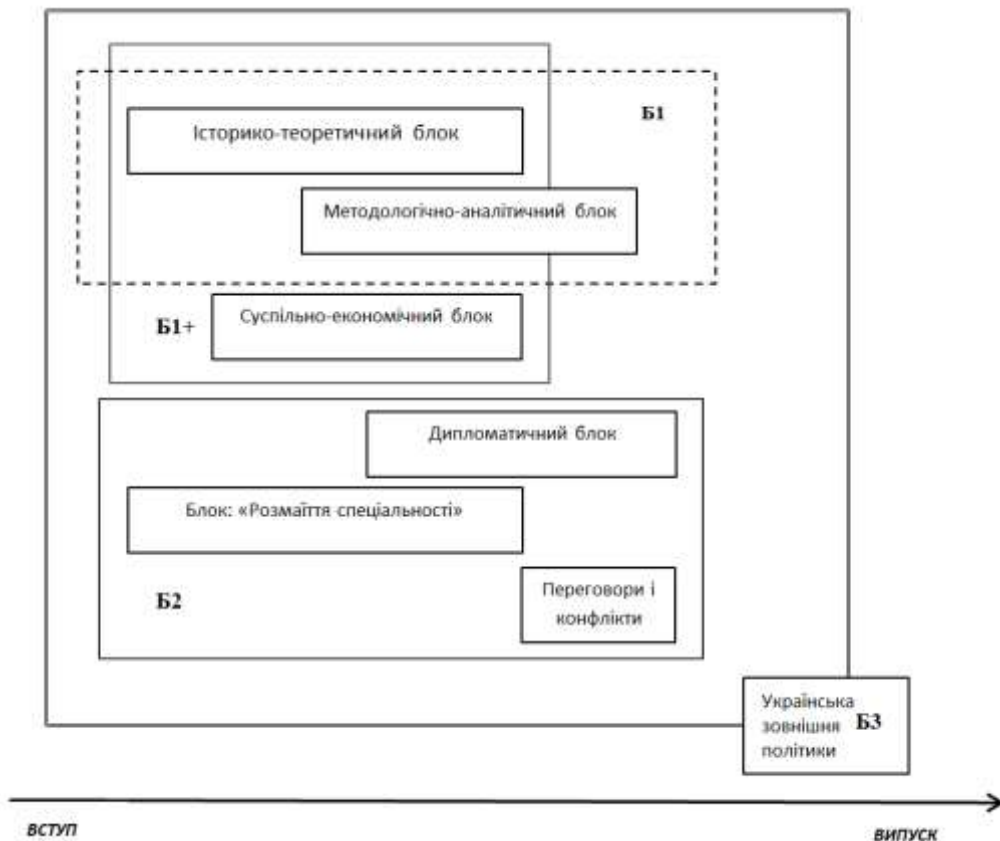 Б1
Історико-теоретичний блок
Методологічно-аналітичний блок
Б1+
Суспільно-економічний блок
Дипломатичний блок
Блок: «Розмаїття спеціальності»
Б2
Переговори і
конфлікти
Українська
зовнішня
політики
Б3
ВСТУП
ВИПУСК